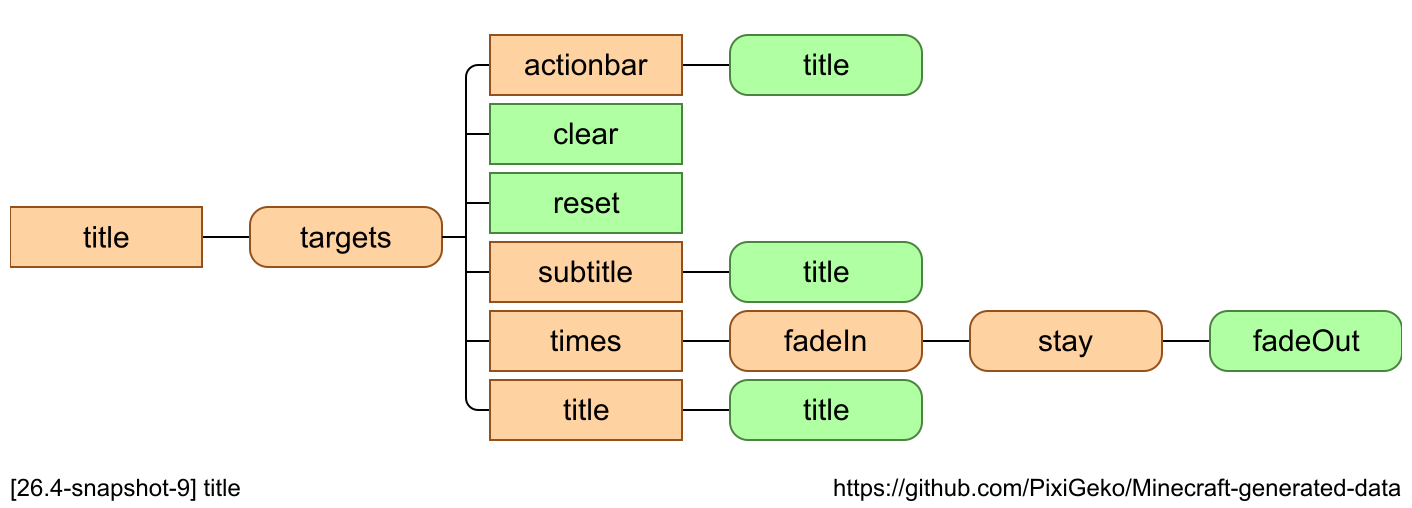 actionbar title
clear
reset
title targets
subtitle title
times fadeIn stay fadeOut
title title
[26.4-snapshot-9] title https://github.com/PixiGeko/Minecraft-generated-data